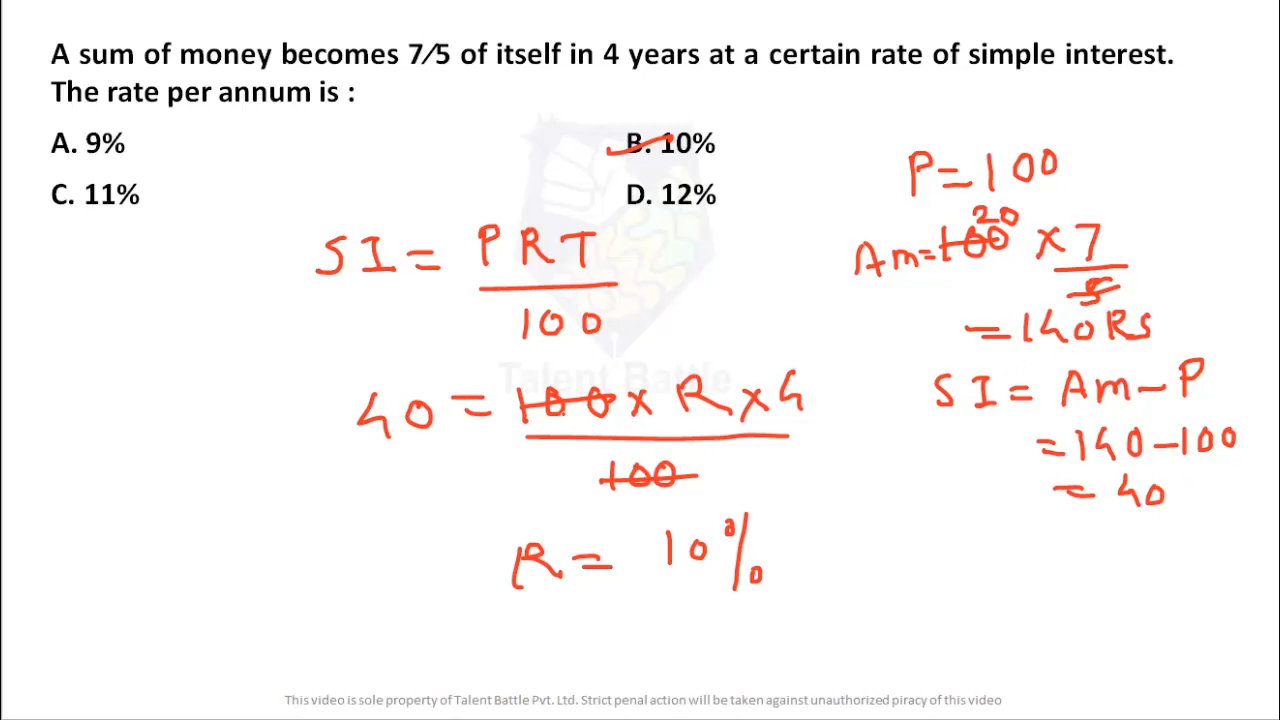 A sum of money becomes 7⁄5 of itself in 4 years at a certain rate of simple interest.
The rate per annum is :
A. 9%
B. 10%
C. 11%
D. 12%
SI = PRT
100
40 = 100 x R x 4
100
R = 10%
P = 100
20
Am = 100 x 7
5
= 140 Rs
SI = Am - P
= 140 - 100
= 40
Talent Battle
This video is sole property of Talent Battle Pvt. Ltd. Strict penal action will be taken against unauthorized piracy of this video